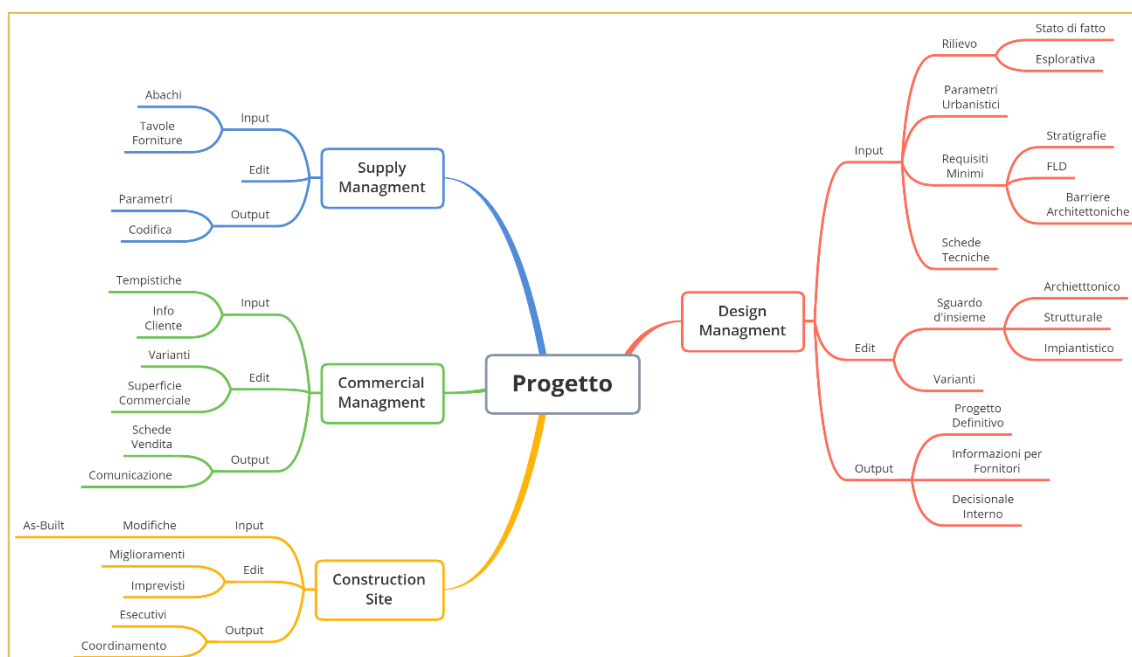 Progetto
Supply
Managment
Input
Abachi
Tavole
Forniture
Edit
Output
Parametri
Codifica
Commercial
Managment
Input
Tempistiche
Info
Cliente
Edit
Varianti
Superficie
Commerciale
Output
Schede
Vendita
Comunicazione
Construction
Site
Input
Modifiche
As-Built
Edit
Miglioramenti
Imprevisti
Output
Esecutivi
Coordinamento
Design
Managment
Input
Rilievo
Stato di fatto
Esplorativa
Parametri
Urbanistici
Requisiti
Minimi
Stratigrafie
FLD
Barriere
Architettoniche
Schede
Tecniche
Edit
Sguardo
d'insieme
Archietttonico
Strutturale
Impiantistico
Varianti
Output
Progetto
Definitivo
Informazioni per
Fornitori
Decisionale
Interno